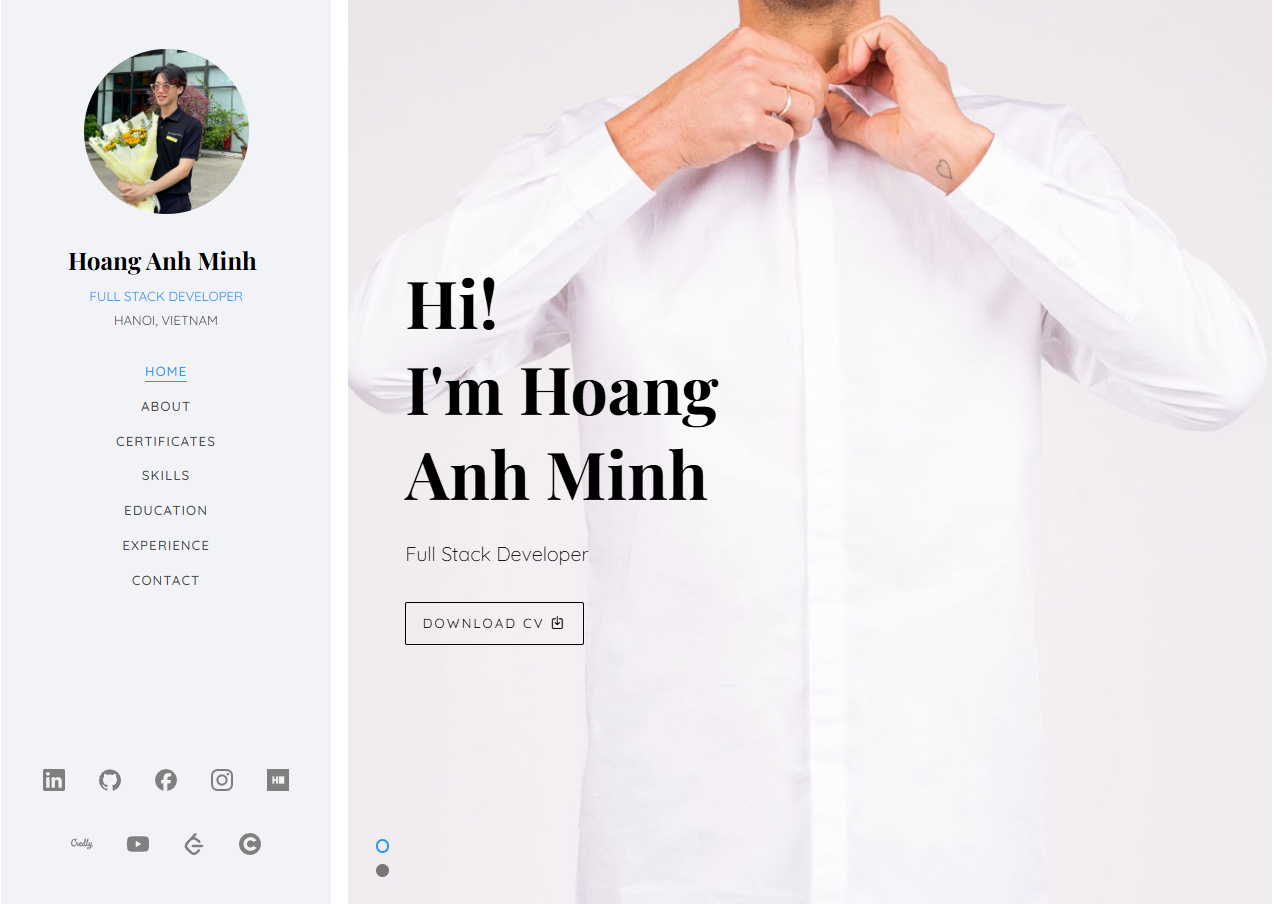 Hoang Anh Minh
FULL STACK DEVELOPER
HANOI, VIETNAM
HOME
ABOUT
CERTIFICATES
SKILLS
EDUCATION
EXPERIENCE
CONTACT
in
H
Credly
Hi!
I'm Hoang
Anh Minh
Full Stack Developer
DOWNLOAD CV